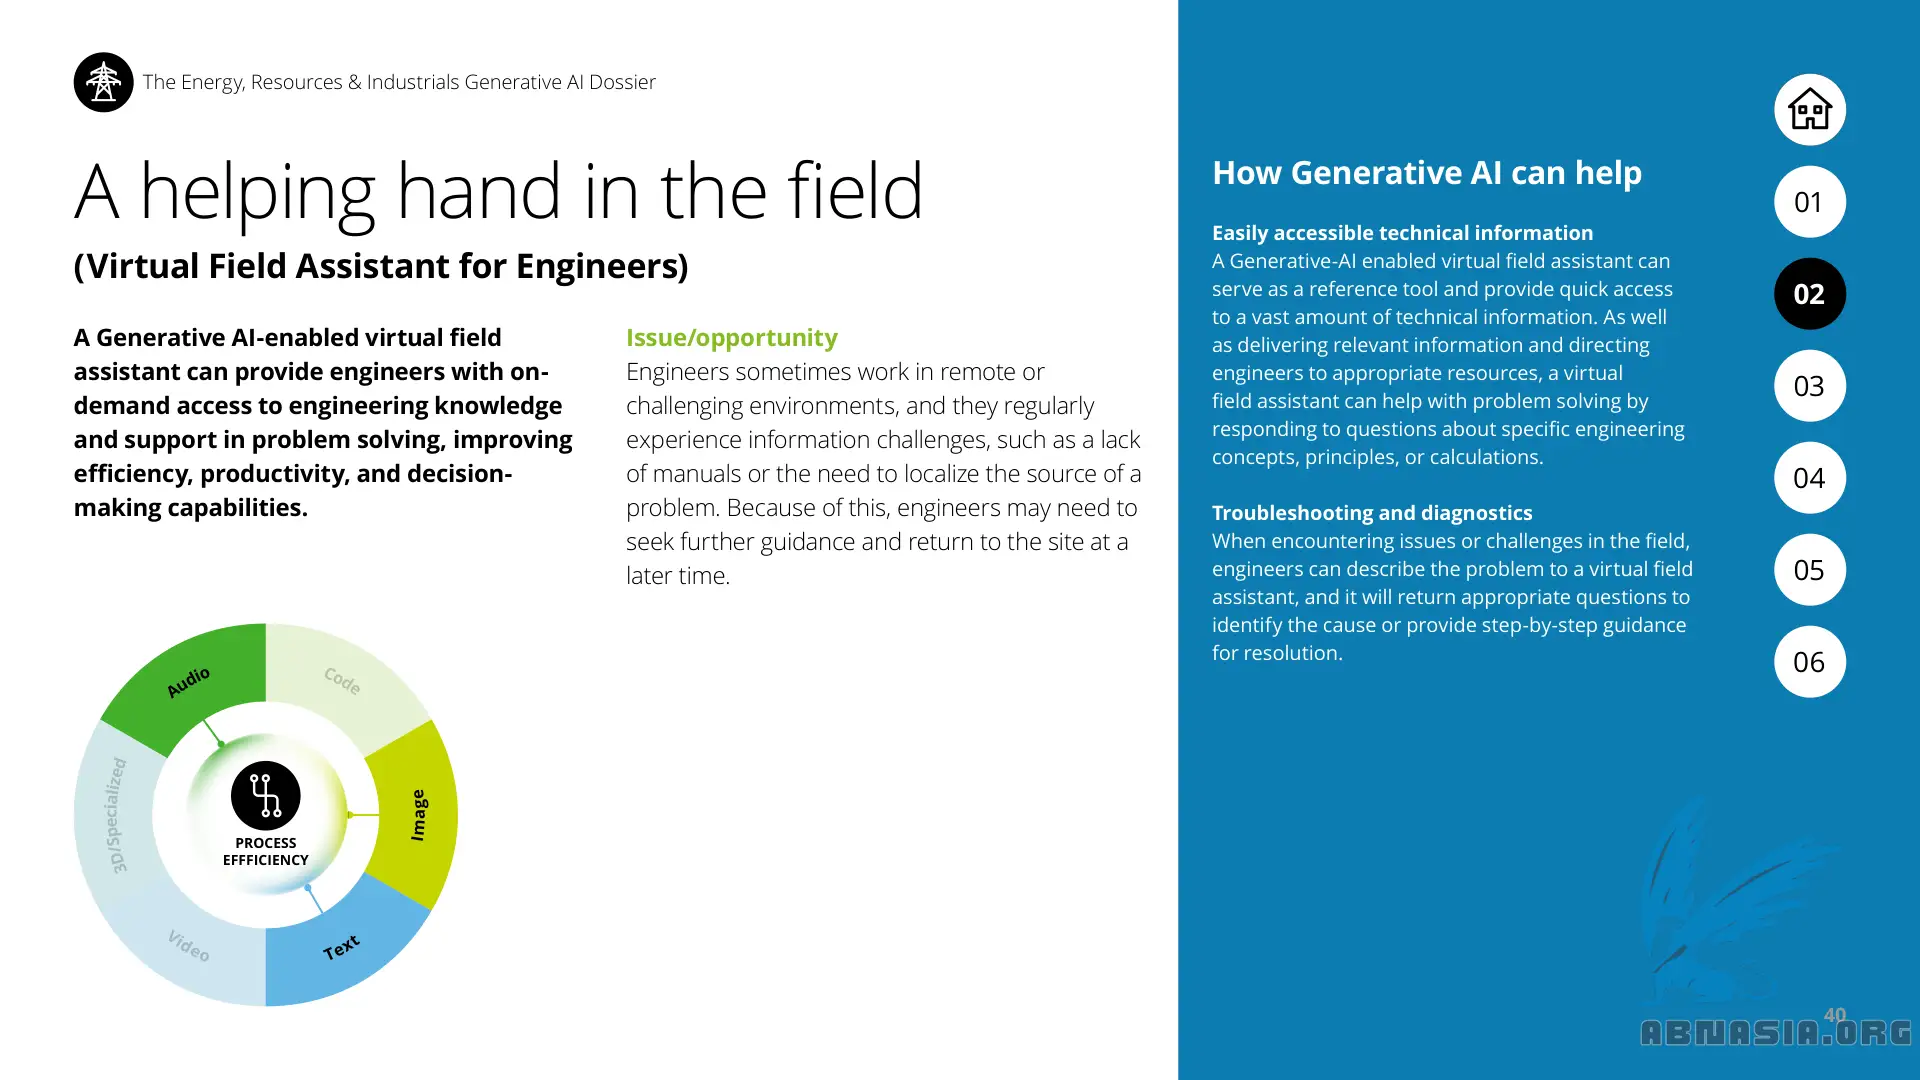 The Energy, Resources & Industrials Generative AI Dossier
A helping hand in the field
(Virtual Field Assistant for Engineers)
A Generative AI-enabled virtual field
assistant can provide engineers with on-
demand access to engineering knowledge
and support in problem solving, improving
efficiency, productivity, and decision-
making capabilities.
Issue/opportunity
Engineers sometimes work in remote or
challenging environments, and they regularly
experience information challenges, such as a lack
of manuals or the need to localize the source of a
problem. Because of this, engineers may need to
seek further guidance and return to the site at a
later time.
Audio
Code
Image
Text
Video
3D/Specialized
PROCESS
EFFFICIENCY
How Generative AI can help
Easily accessible technical information
A Generative-AI enabled virtual field assistant can
serve as a reference tool and provide quick access
to a vast amount of technical information. As well
as delivering relevant information and directing
engineers to appropriate resources, a virtual
field assistant can help with problem solving by
responding to questions about specific engineering
concepts, principles, or calculations.
Troubleshooting and diagnostics
When encountering issues or challenges in the field,
engineers can describe the problem to a virtual field
assistant, and it will return appropriate questions to
identify the cause or provide step-by-step guidance
for resolution.
01
02
03
04
05
06
40
ABNASIA.ORG